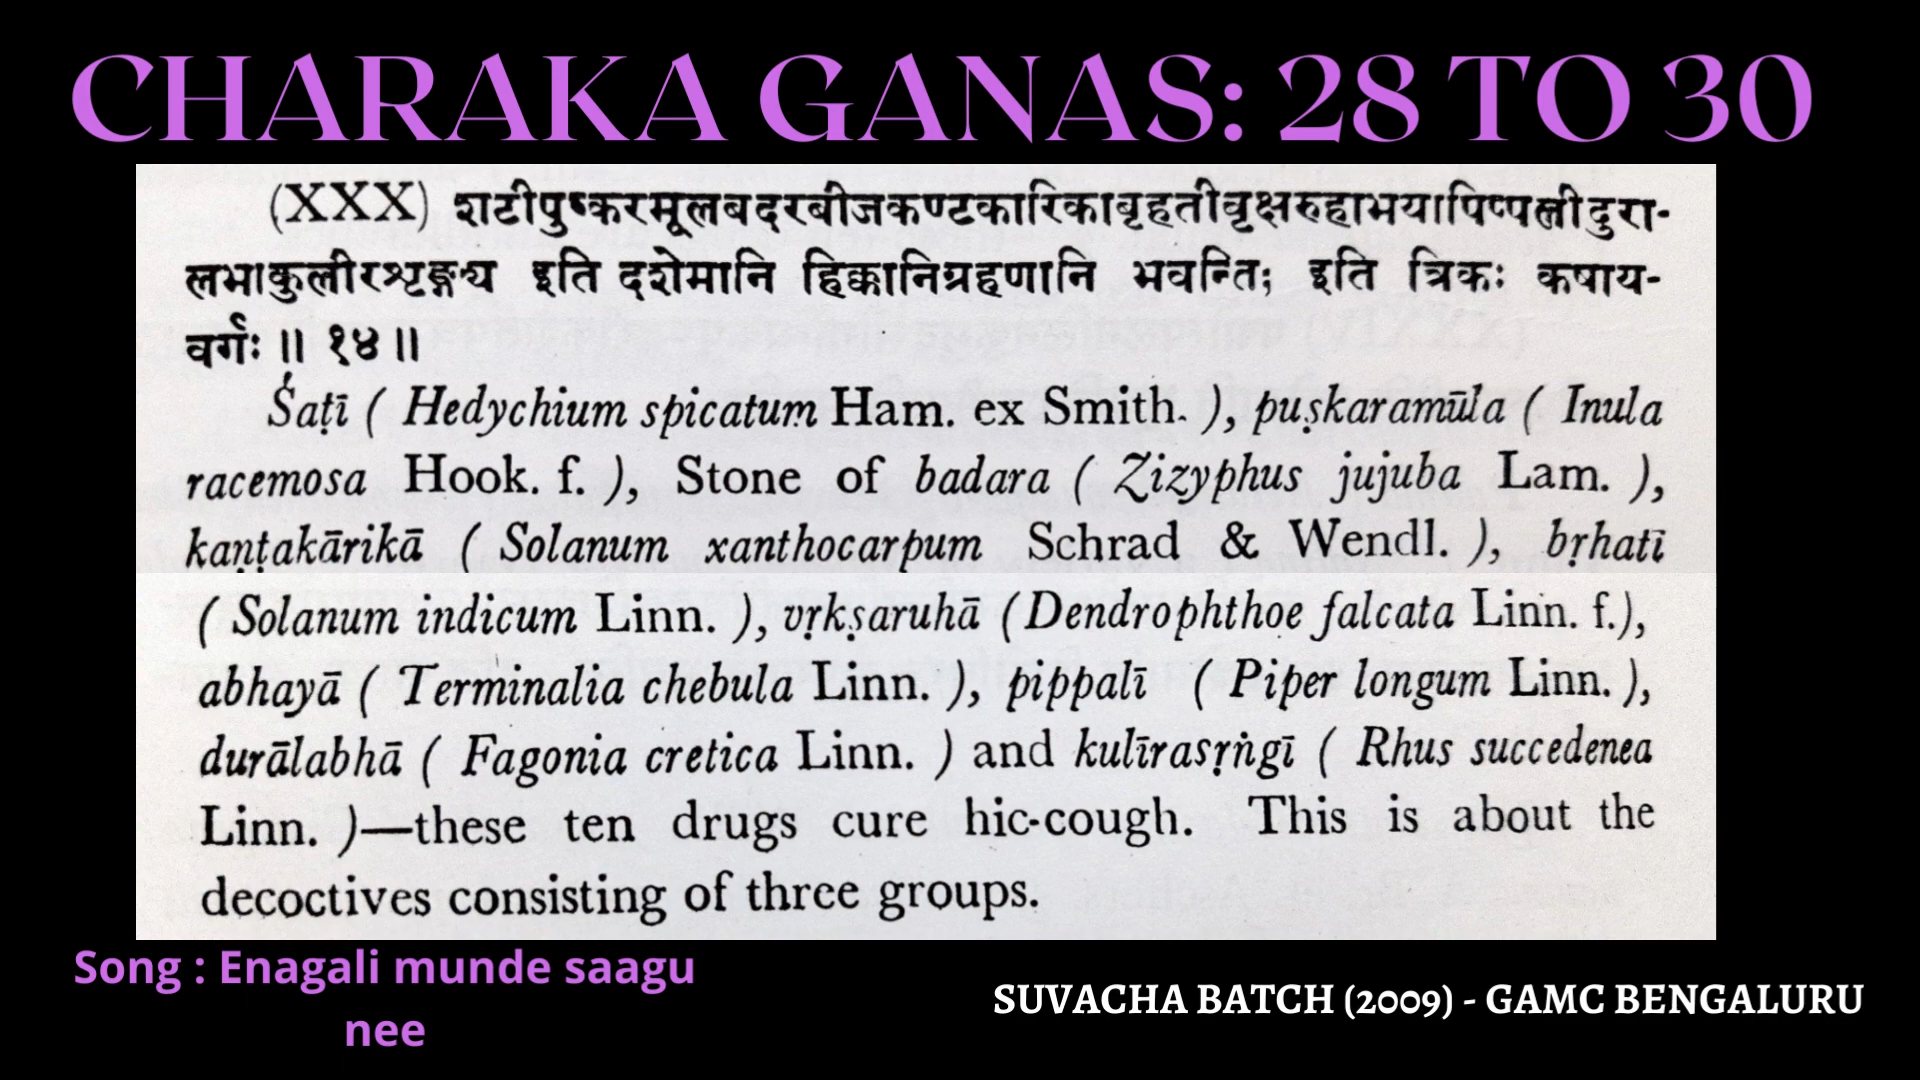 CHARAKA GANAS: 28 TO 30
(XXX) शटीपुष्करमूलबदरबीजकण्टकारिकाबृहतीवृक्षरुहाभयापिप्पलीदुरा-
लभाकुलीरशृङ्ग्य इति दशेमानि हिक्कानिग्रहणानि भवन्ति; इति त्रिकः कषाय-
वर्गः ॥ १४ ॥
Śaṭī ( Hedychium spicatum Ham. ex Smith. ), puṣkaramūla ( Inula
racemosa Hook. f. ), Stone of badara ( Zizyphus jujuba Lam. ),
kaṇṭakārikā ( Solanum xanthocarpum Schrad & Wendl. ), bṛhatī
( Solanum indicum Linn. ), vṛkṣaruhā (Dendrophthoe falcata Linn. f.),
abhayā ( Terminalia chebula Linn. ), pippalī ( Piper longum Linn. ),
durālabhā ( Fagonia cretica Linn. ) and kulīrasṛṅgī ( Rhus succedenea
Linn. )—these ten drugs cure hic-cough. This is about the
decoctives consisting of three groups.
Song : Enagali munde saagu
nee
SUVACHA BATCH (2009) - GAMC BENGALURU